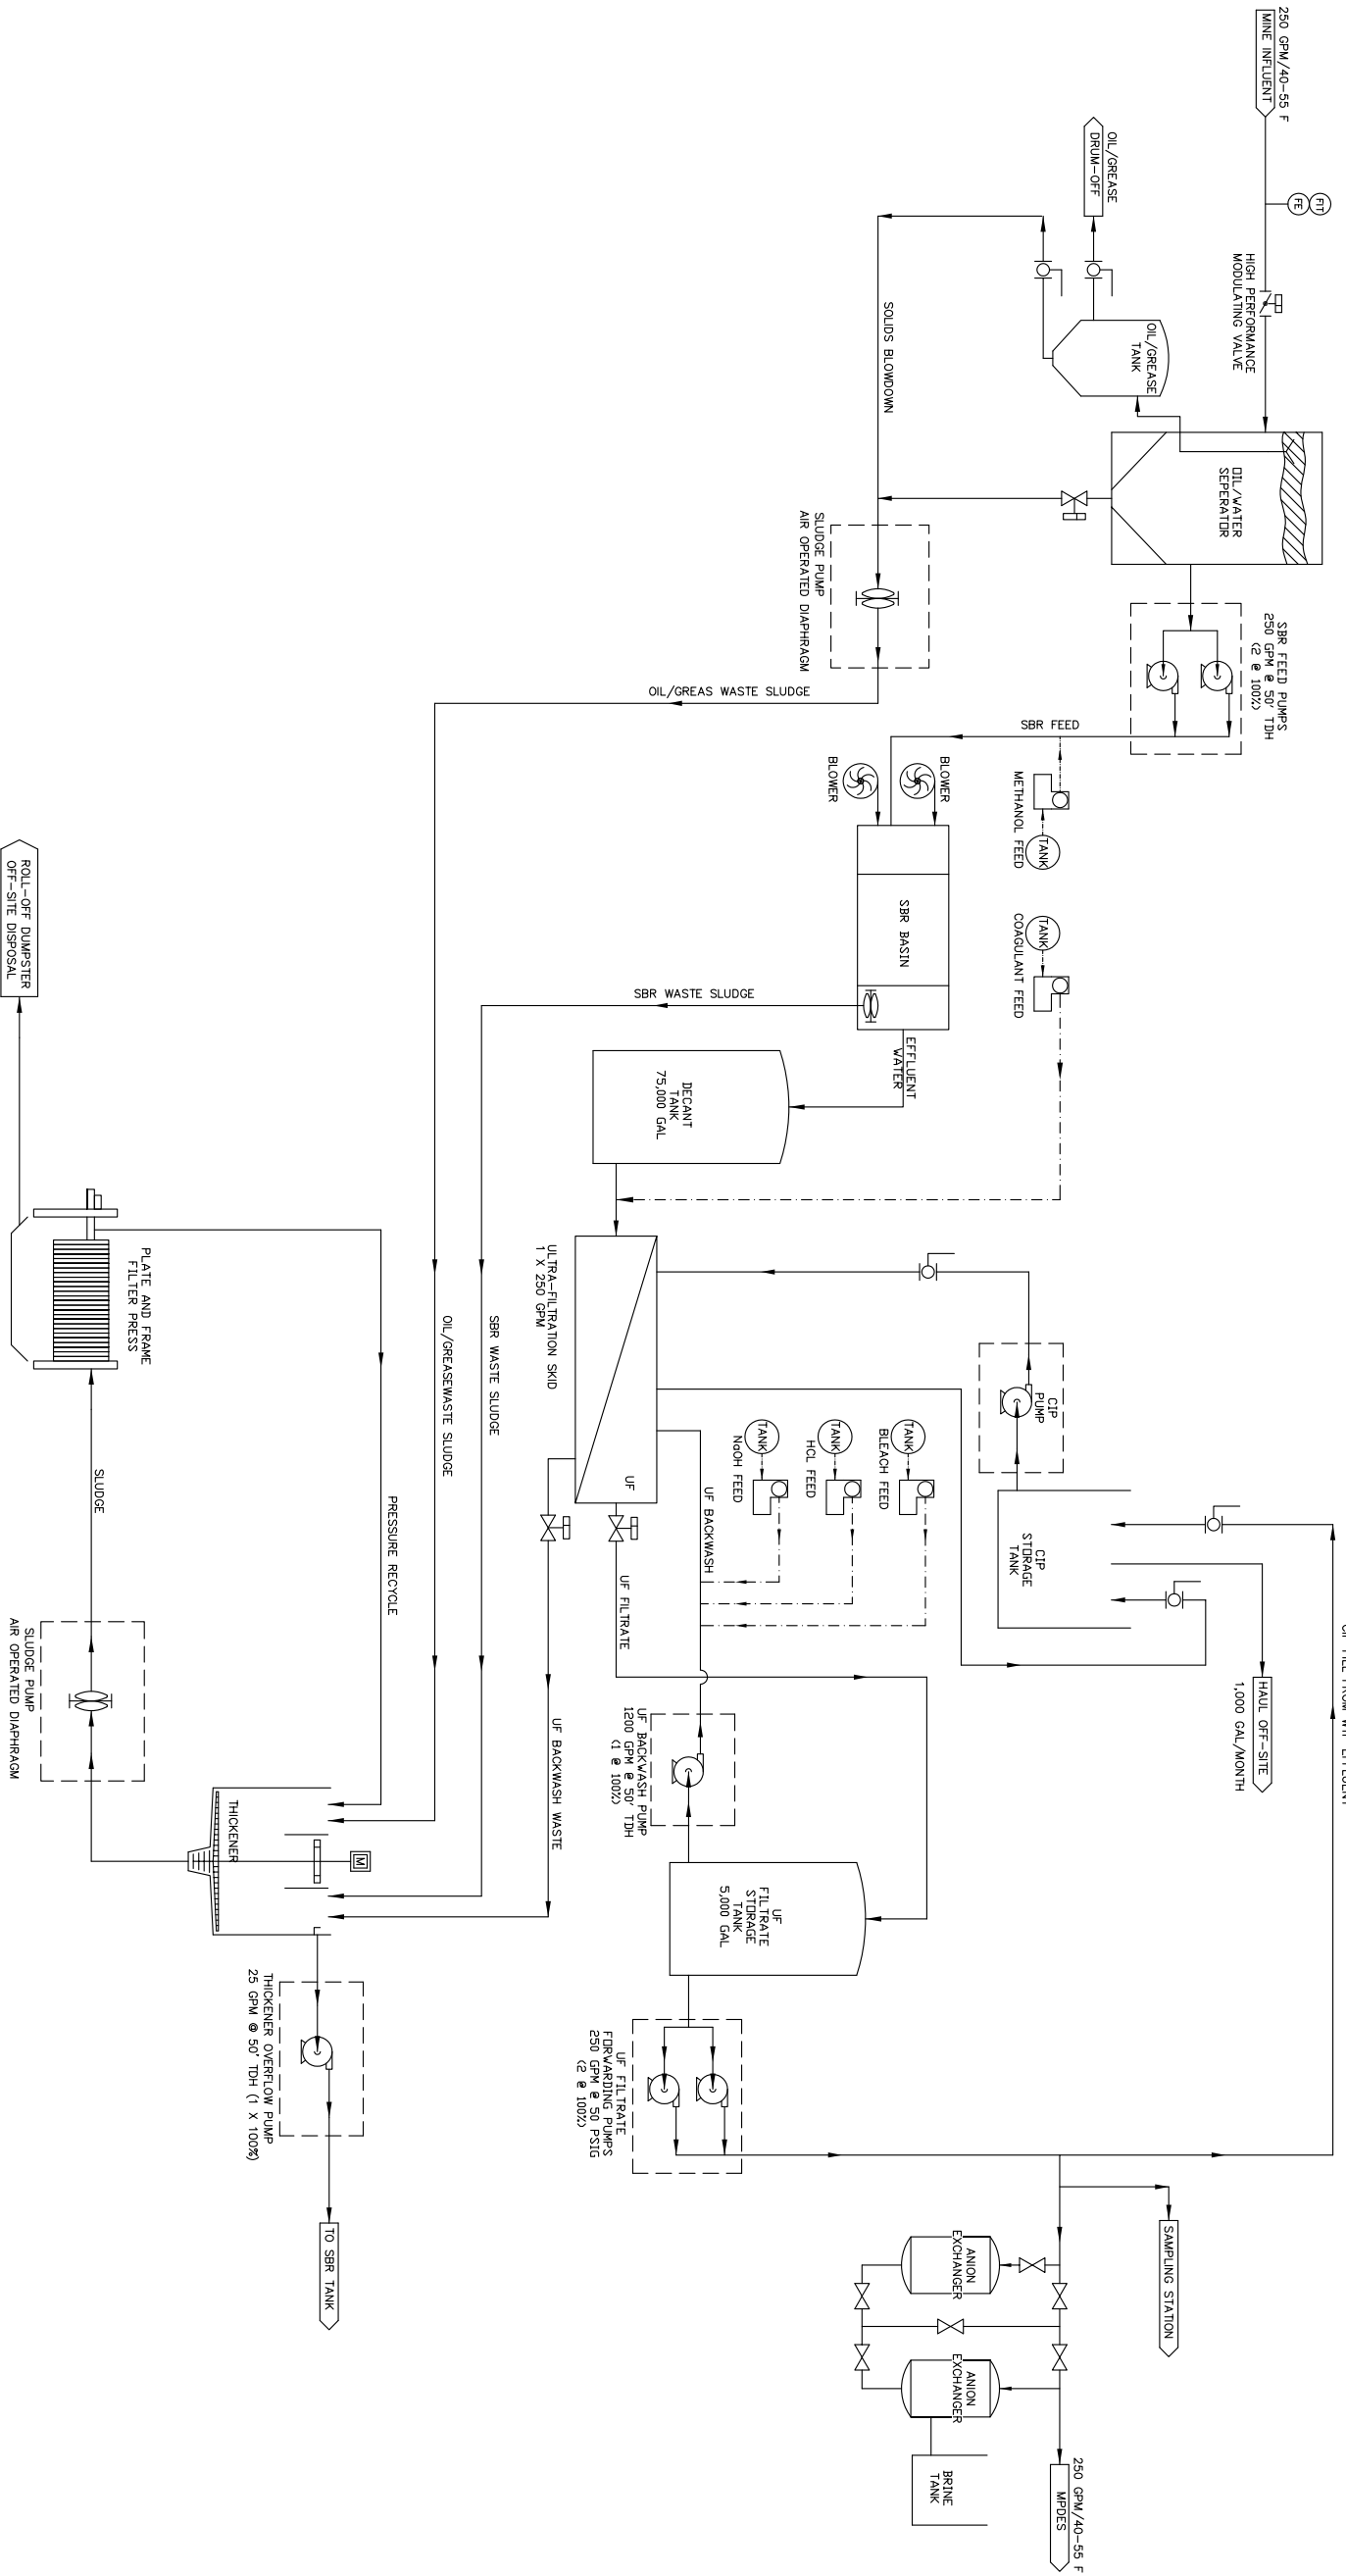 250 GPM/40-55 F
MINE INFLUENT
FIT
FE
HIGH PERFORMANCE
MODULATING VALVE
OIL/GREASE
DRUM-OFF
OIL/GREASE
TANK
OIL/WATER
SEPERATOR
SOLIDS BLOWDOWN
SLUDGE PUMP
AIR OPERATED DIAPHRAGM
SBR FEED PUMPS
250 GPM @ 50' TDH
(2 @ 100%)
OIL/GREAS WASTE SLUDGE
SBR FEED
METHANOL FEED
TANK
BLOWER
BLOWER
SBR BASIN
TANK
COAGULANT FEED
SBR WASTE SLUDGE
EFFLUENT
WATER
DECANT
TANK
75,000 GAL
ULTRA-FILTRATION SKID
1 X 250 GPM
UF
SBR WASTE SLUDGE
OIL/GREASEWASTE SLUDGE
PRESSURE RECYCLE
PLATE AND FRAME
FILTER PRESS
ROLL-OFF DUMPSTER
OFF-SITE DISPOSAL
SLUDGE
SLUDGE PUMP
AIR OPERATED DIAPHRAGM
CIP
PUMP
CIP
STORAGE
TANK
TANK
BLEACH FEED
TANK
HCL FEED
TANK
NaOH FEED
UF BACKWASH
UF FILTRATE
UF BACKWASH WASTE
HAUL OFF-SITE
1,000 GAL/MONTH
UF BACKWASH PUMP
1200 GPM @ 50' TDH
(1 @ 100%)
UF
FILTRATE
STORAGE
TANK
5,000 GAL
THICKENER
M
THICKENER OVERFLOW PUMP
25 GPM @ 50' TDH (1 X 100%)
TO SBR TANK
UF FILTRATE
FORWARDING PUMPS
250 GPM @ 50 PSIG
(2 @ 100%)
SAMPLING STATION
ANION
EXCHANGER
ANION
EXCHANGER
BRINE
TANK
250 GPM/40-55 F
MPDES